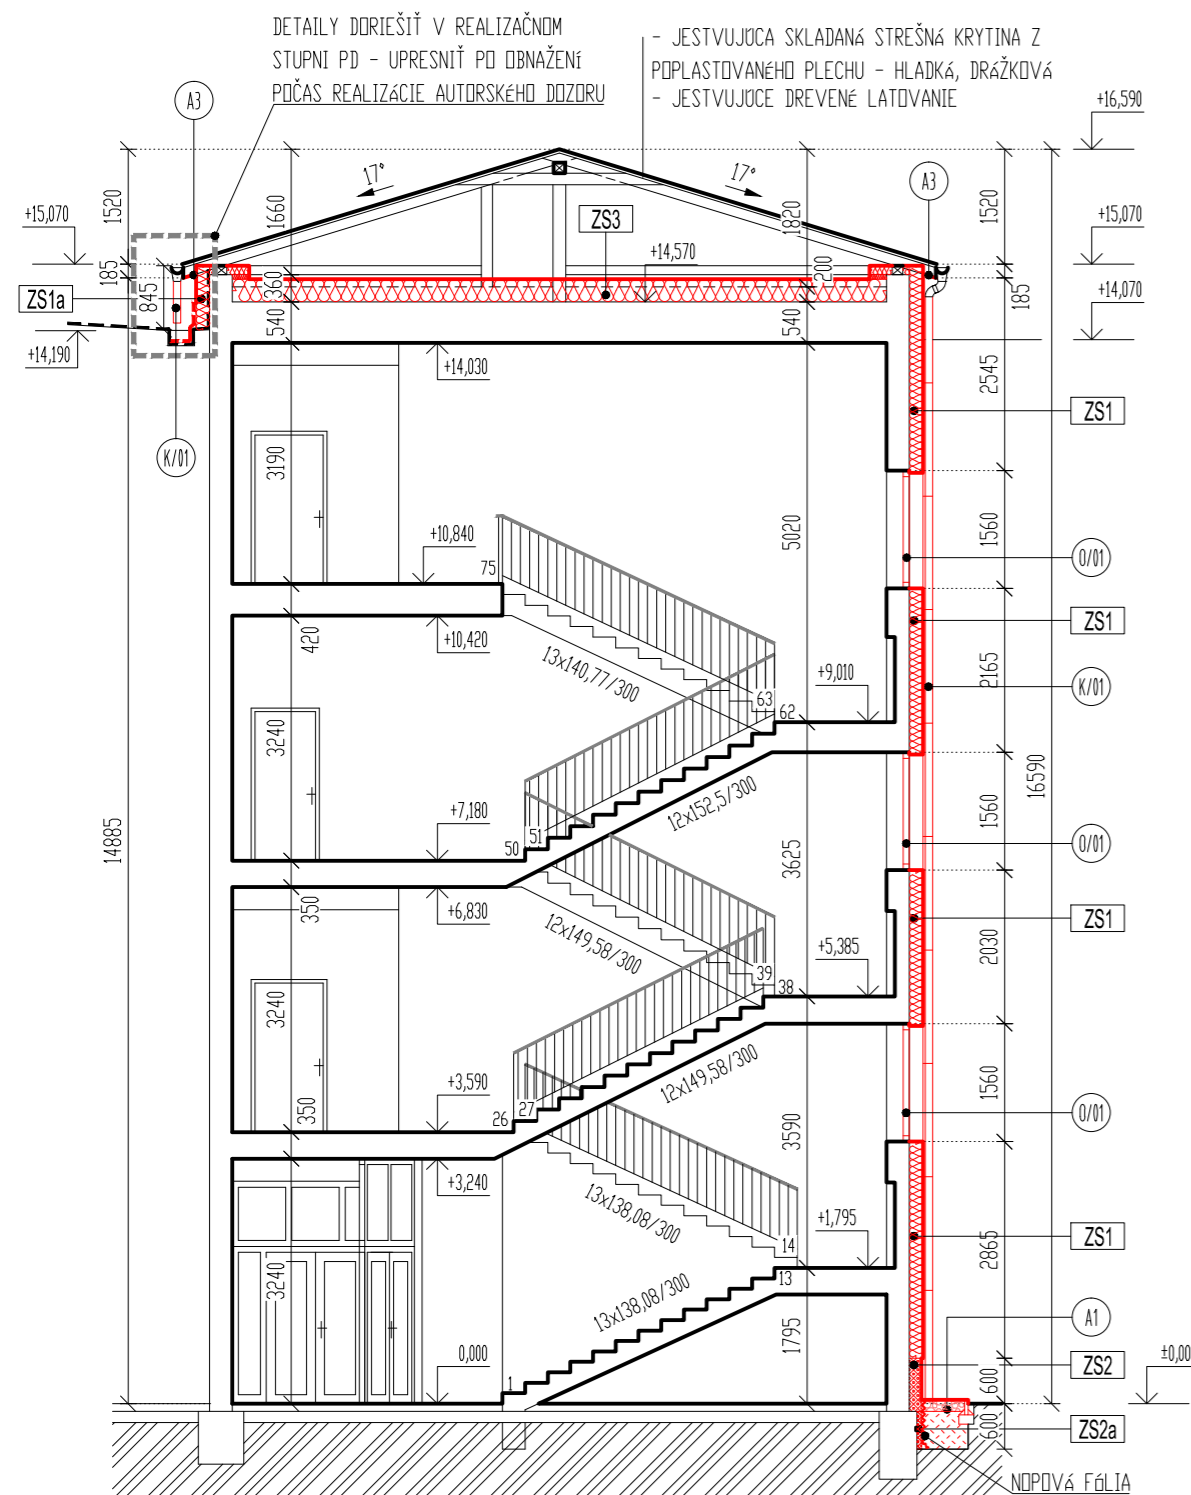 DETAILY DORIEŠIŤ V REALIZAČNOM
STUPNI PD - UPRESNIŤ PO OBNAŽENí
POČAS REALIZÁCIE AUTORSKÉHO DOZORU
- JESTVUJÚCA SKLADANá STREŠNá KRYTINA Z
POPLASTOVANéHO PLECHU - HLADKá, DRážKOVá
- JESTVUJÚCE DREVENé LATOVANIE
A3
A3
+16,590
17°
17°
1520
1660
1820
1520
ZS3
+15,070
+15,070
+14,570
185
845
360
200
185
ZS1a
+14,070
540
540
+14,190
+14,030
2545
ZS1
K/01
3190
5020
1560
O/01
+10,840
75
ZS1
420
+10,420
13x140,77/300
2165
+9,010
63
62
K/01
3240
16590
14885
+7,180
12x152,5/300
1560
51
50
O/01
3625
350
+6,830
ZS1
12x149,58/300
2030
+5,385
39
38
3240
12x149,58/300
1560
+3,590
350
27
26
O/01
3590
+3,240
13x138,08/300
+1,795
14
13
ZS1
2865
3240
13x138,08/300
A1
1795
0,000
1
ZS2
±0,00
600
600
ZS2a
NOPOVá FóLIA